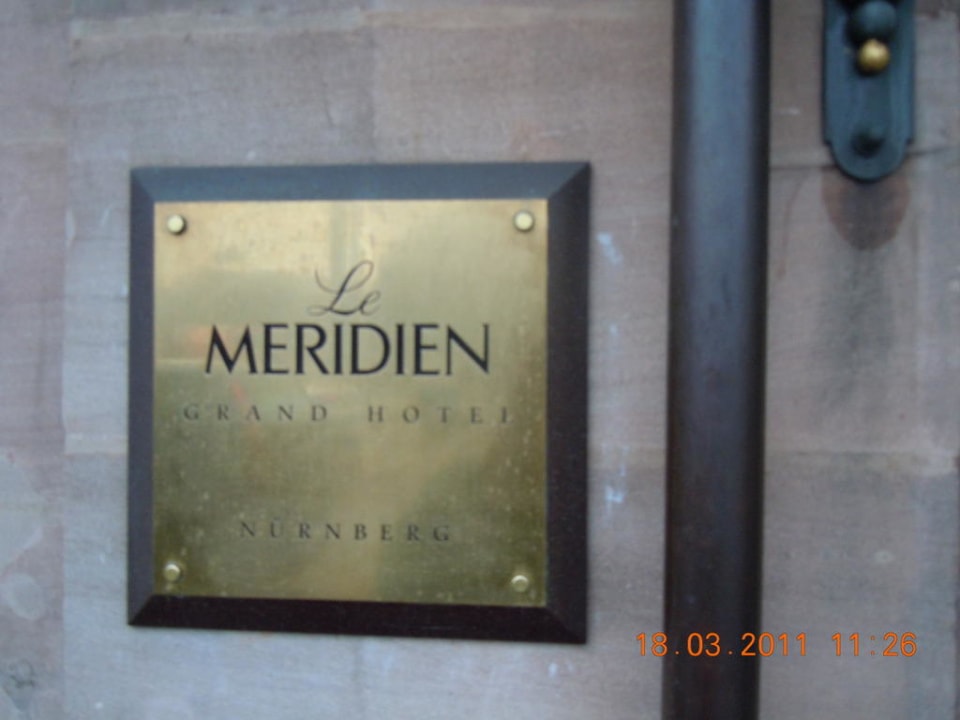 Le
MERIDIEN
GRAND HOTEL
NÜRNBERG
18.03.2011 11:26